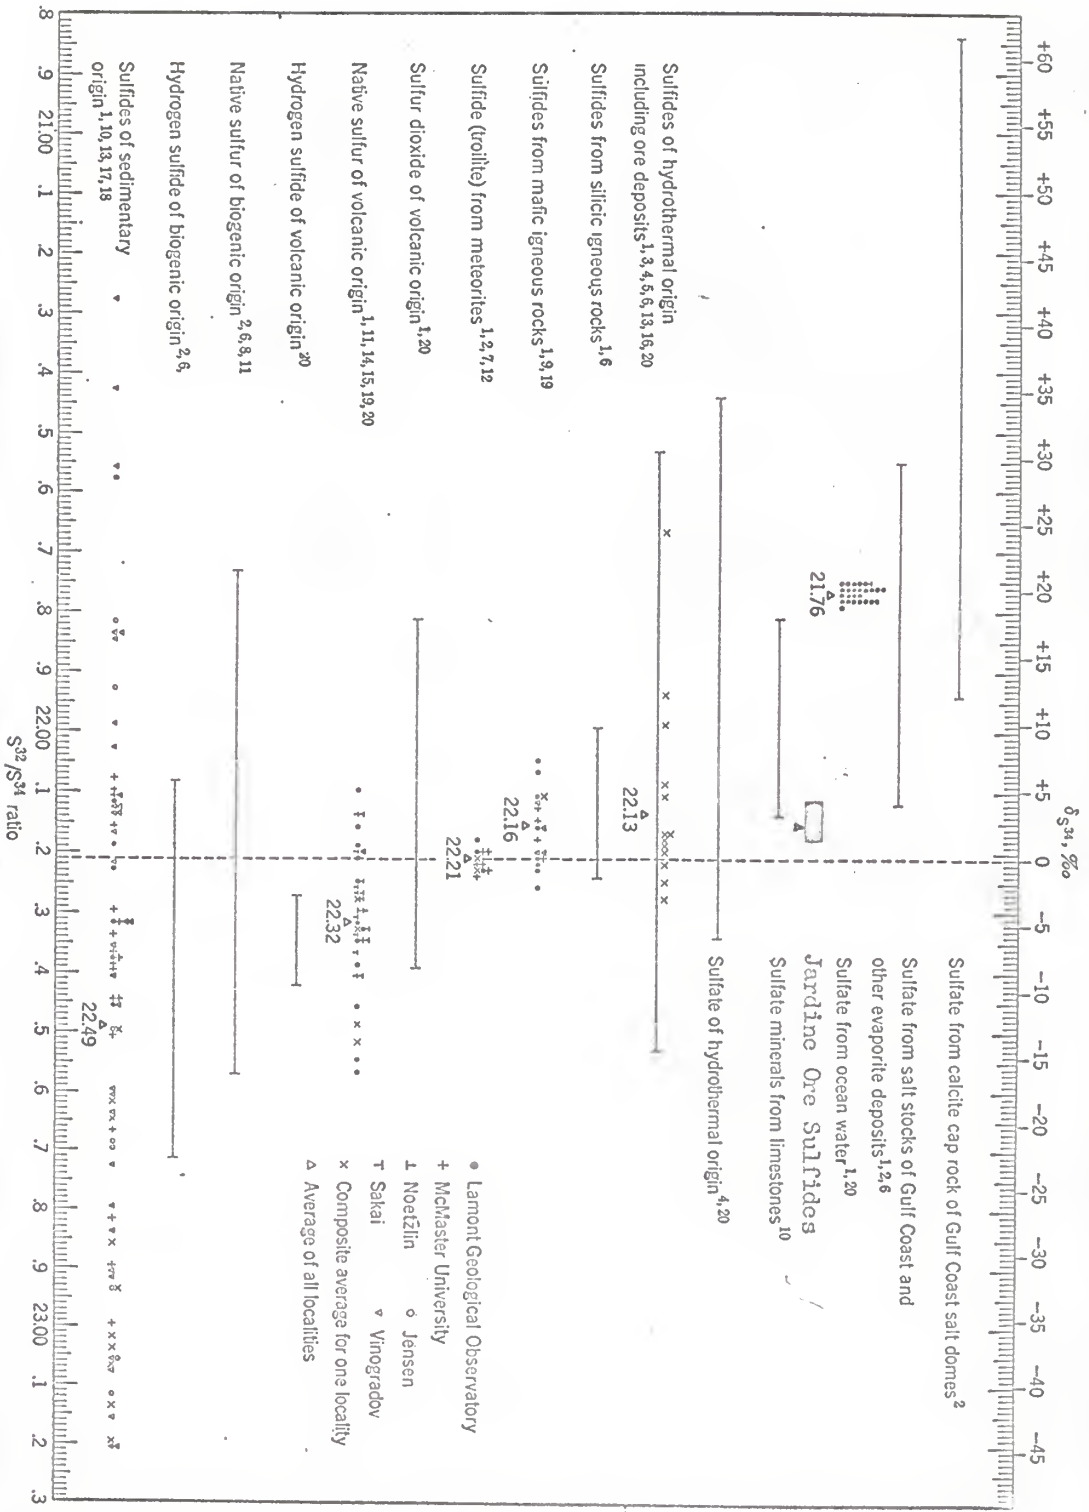 δS34, ‰
+60 +55 +50 +45 +40 +35 +30 +25 +20 +15 +10 +5 0 −5 −10 −15 −20 −25 −30 −35 −40 −45
Sulfate from calcite cap rock of Gulf Coast salt domes2
Sulfate from salt stocks of Gulf Coast and
other evaporite deposits1,2,6
Sulfate from ocean water1,20
21.76
Jardine Ore Sulfides
Sulfate minerals from limestones10
Sulfate of hydrothermal origin4,20
Sulfides of hydrothermal origin
including ore deposits1,3,4,5,6,13,16,20
22.13
Sulfides from silicic igneous rocks1,6
Sulfides from mafic igneous rocks1,9,19
22.16
Sulfide (troilite) from meteorites1,2,7,12
22.21
Sulfur dioxide of volcanic origin1,20
Native sulfur of volcanic origin1,11,14,15,19,20
22.32
Hydrogen sulfide of volcanic origin20
Native sulfur of biogenic origin2,6,8,11
Hydrogen sulfide of biogenic origin2,6
Sulfides of sedimentary
origin1,10,13,17,18
22.49
• Lamont Geological Observatory
+ McMaster University
⊥ Noetzlin ϙ Jensen
T Sakai ▿ Vinogradov
× Composite average for one locality
△ Average of all localities
.8 .9 21.00 .1 .2 .3 .4 .5 .6 .7 .8 .9 22.00 .1 .2 .3 .4 .5 .6 .7 .8 .9 23.00 .1 .2 .3
S32/S34 ratio